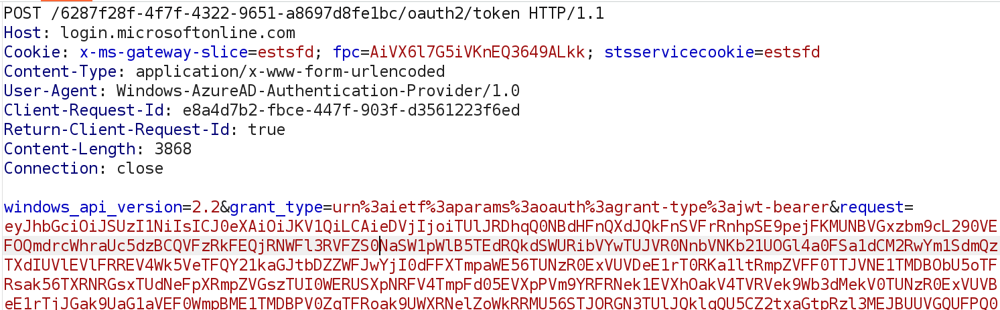 POST /6287f28f-4f7f-4322-9651-a8697d8fe1bc/oauth2/token HTTP/1.1
Host: login.microsoftonline.com
Cookie: x-ms-gateway-slice=estsfd; fpc=AiVX6l7G5iVKnEQ3649ALkk; stsservicecookie=estsfd
Content-Type: application/x-www-form-urlencoded
User-Agent: Windows-AzureAD-Authentication-Provider/1.0
Client-Request-Id: e8a4d7b2-fbce-447f-903f-d3561223f6ed
Return-Client-Request-Id: true
Content-Length: 3868
Connection: close

windows_api_version=2.2&grant_type=urn%3aietf%3aparams%3aoauth%3agrant-type%3ajwt-bearer&request=
eyJhbGciOiJSUzI1NiIsICJ0eXAiOiJKV1QiLCAieDVjIjoiTUlJRDhqQ0NBdHFnQXdJQkFnSVFrRnhpSE9pejFKMUNBVGxzbm9cL290VE
FOQmdrcWhraUc5dzBCQVFzRkFEQjRNWFl3RVFZS0NaSW1pWlB5TEdRQkdSWURibVYwTUJVR0NnbVNKb21UOGl4a0FSa1dCM2RwYm1SdmQz
TXdIUVlEVlFRREV4Wk5VeTFQY21kaGJtbDZZWFJwYjI0dFFXTmpaWE56TUNzR0ExVUVDeE1rT0RKa1ltRmpZVFF0TTJVNE1TMDBObU5oTF
Rsak56TXRNRGsxTUdNeFpXRmpZVGszTUI0WERUSXpNRFV4TmpFd05EVXpPVm9YRFRNek1EVXhOakV4TVRVek9Wb3dMekV0TUNzR0ExVUVB
eE1rTjJGak9UaG1aVEF0WmpBME1TMDBPV0ZqTFRoak9UWXRNelZoWkRRMU56STJORGN3TUlJQklqQU5CZ2txaGtpRzl3MEJBUUVGQUFPQ0